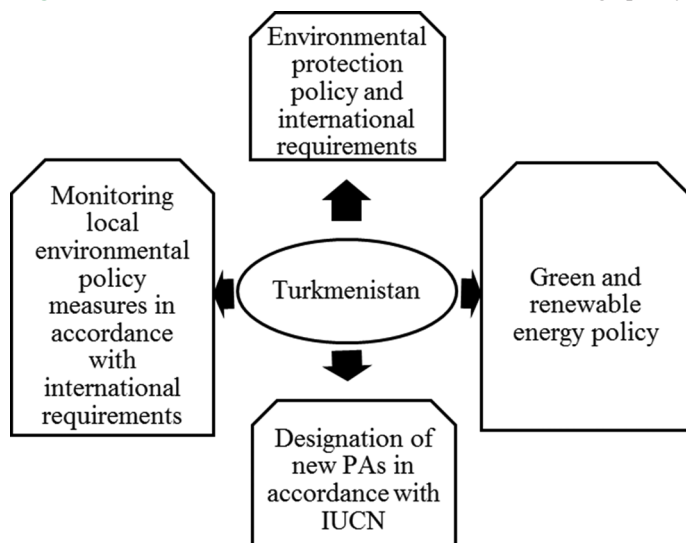 Environmental
protection
policy and
international
requirements
Monitoring
local
environmental
policy
measures in
accordance
with
international
requirements
Turkmenistan
Green and
renewable
energy policy
Designation of
new PAs in
accordance with
IUCN